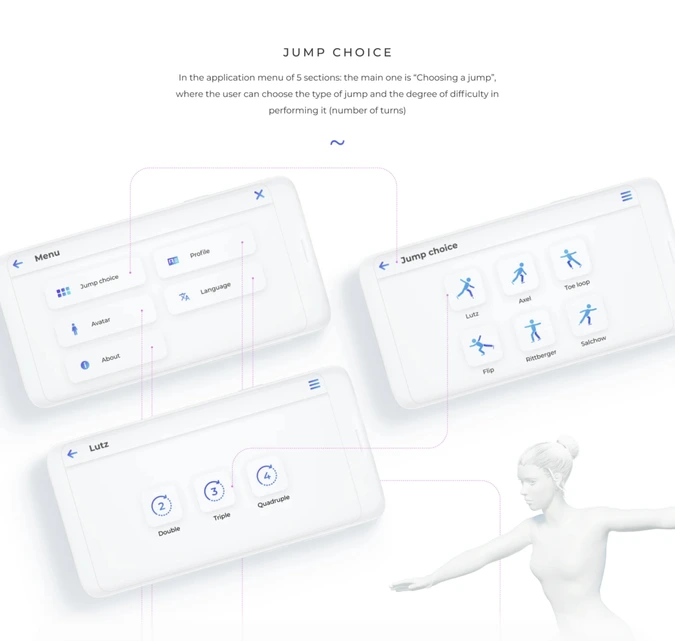 JUMP CHOICE
In the application menu of 5 sections: the main one is “Choosing a jump”,
where the user can choose the type of jump and the degree of difficulty in
performing it (number of turns)
~
Menu
Jump choice
Profile
Avatar
Language
About
Jump choice
Lutz
Axel
Toe loop
Flip
Rittberger
Salchow
Lutz
2
3
4
Double
Triple
Quadruple